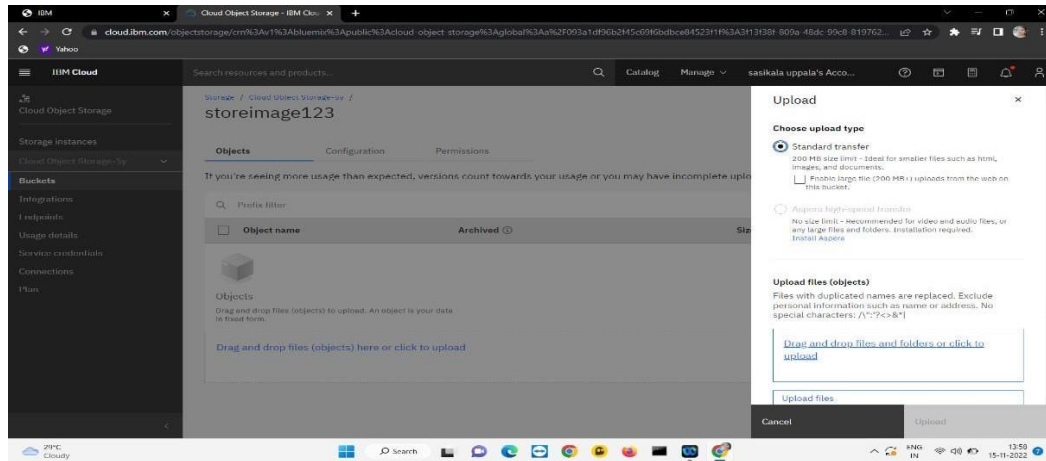 IBM
Cloud Object Storage - IBM Clou
cloud.ibm.com/objectstorage/crn%3Av1%3Abluemix%3Apublic%3Acloud-object-storage%3Aglobal%3Aa%2F093a1df96b2f45c69f6bdbce84523f1f%3A3f13f38f-809a-48dc-99c8-819762...
Yahoo
IBM Cloud
Search resources and products...
Catalog
Manage
sasikala uppala's Acco...
Cloud Object Storage
Storage instances
Cloud Object Storage-5y
Buckets
Integrations
Endpoints
Usage details
Service credentials
Connections
Plan
Storage / Cloud Object Storage-5y /
storeimage123
Objects Configuration Permissions
If you're seeing more usage than expected, versions count towards your usage or you may have incomplete uplo
Prefix filter
Object name Archived Siz
Objects
Drag and drop files (objects) to upload. An object is your data
in fixed form.
Drag and drop files (objects) here or click to upload
Upload
Choose upload type
Standard transfer
200 MB size limit - Ideal for smaller files such as html,
images, and documents.
Enable large file (200 MB+) uploads from the web on
this bucket.
Aspera high-speed transfer
No size limit - Recommended for video and audio files, or
any large files and folders. Installation required.
Install Aspera
Upload files (objects)
Files with duplicated names are replaced. Exclude
personal information such as name or address. No
special characters: /\":'?<>&*|
Drag and drop files and folders or click to
upload
Upload files
Cancel
Upload
29°C
Cloudy
Search
ENG
IN
13:58
15-11-2022